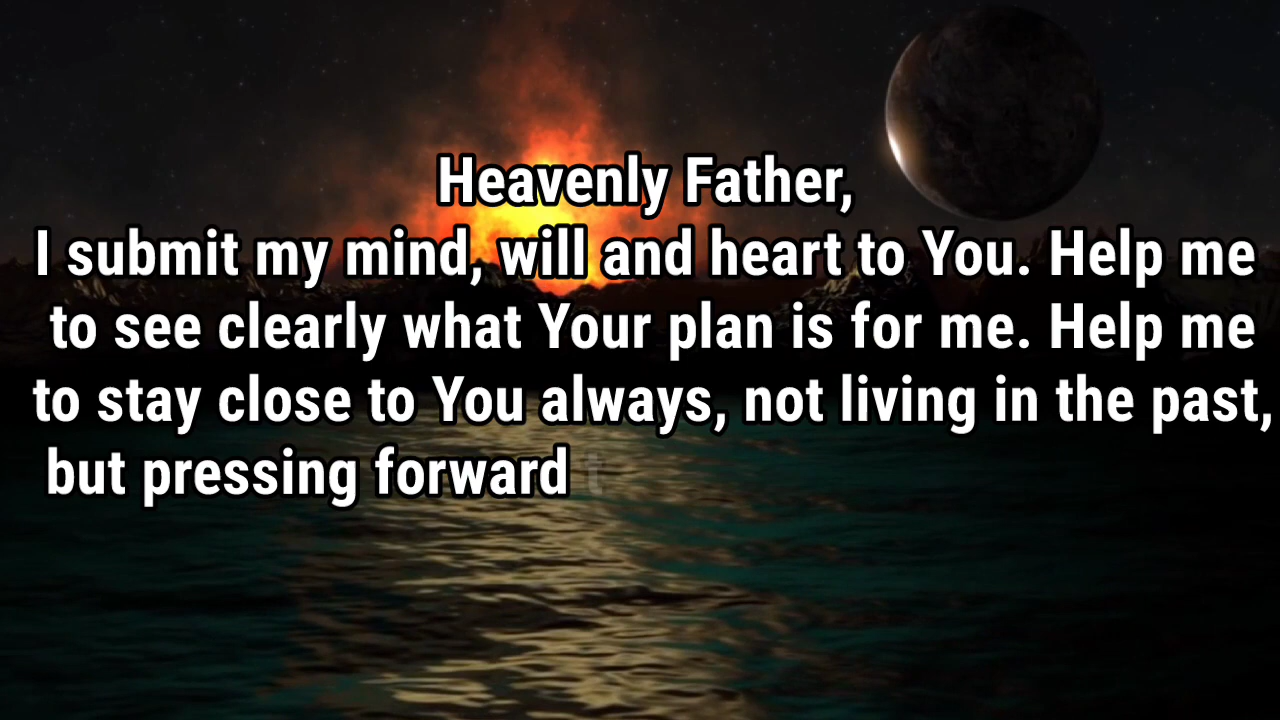 Heavenly Father,
I submit my mind, will and heart to You. Help me
to see clearly what Your plan is for me. Help me
to stay close to You always, not living in the past,
but pressing forward t